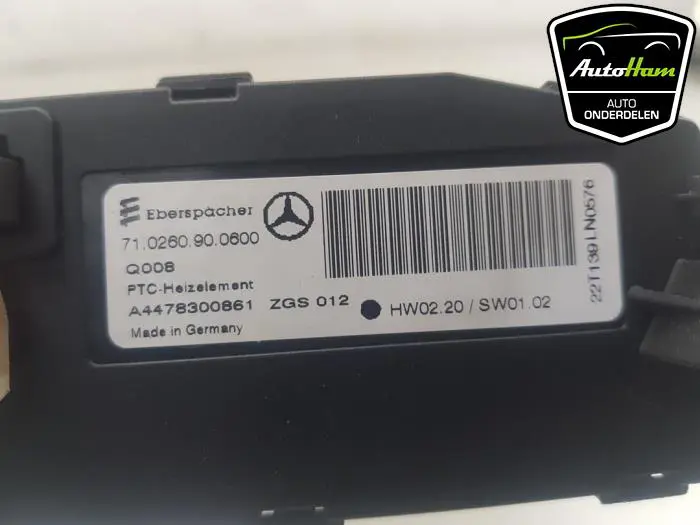 AutoHam
AUTO
ONDERDELEN
Eberspächer
71.0260.90.0600
Q008
PTC-Heizelement
A4478300861 ZGS 012 HW02.20 / SW01.02
Made in Germany
22T139LN0576